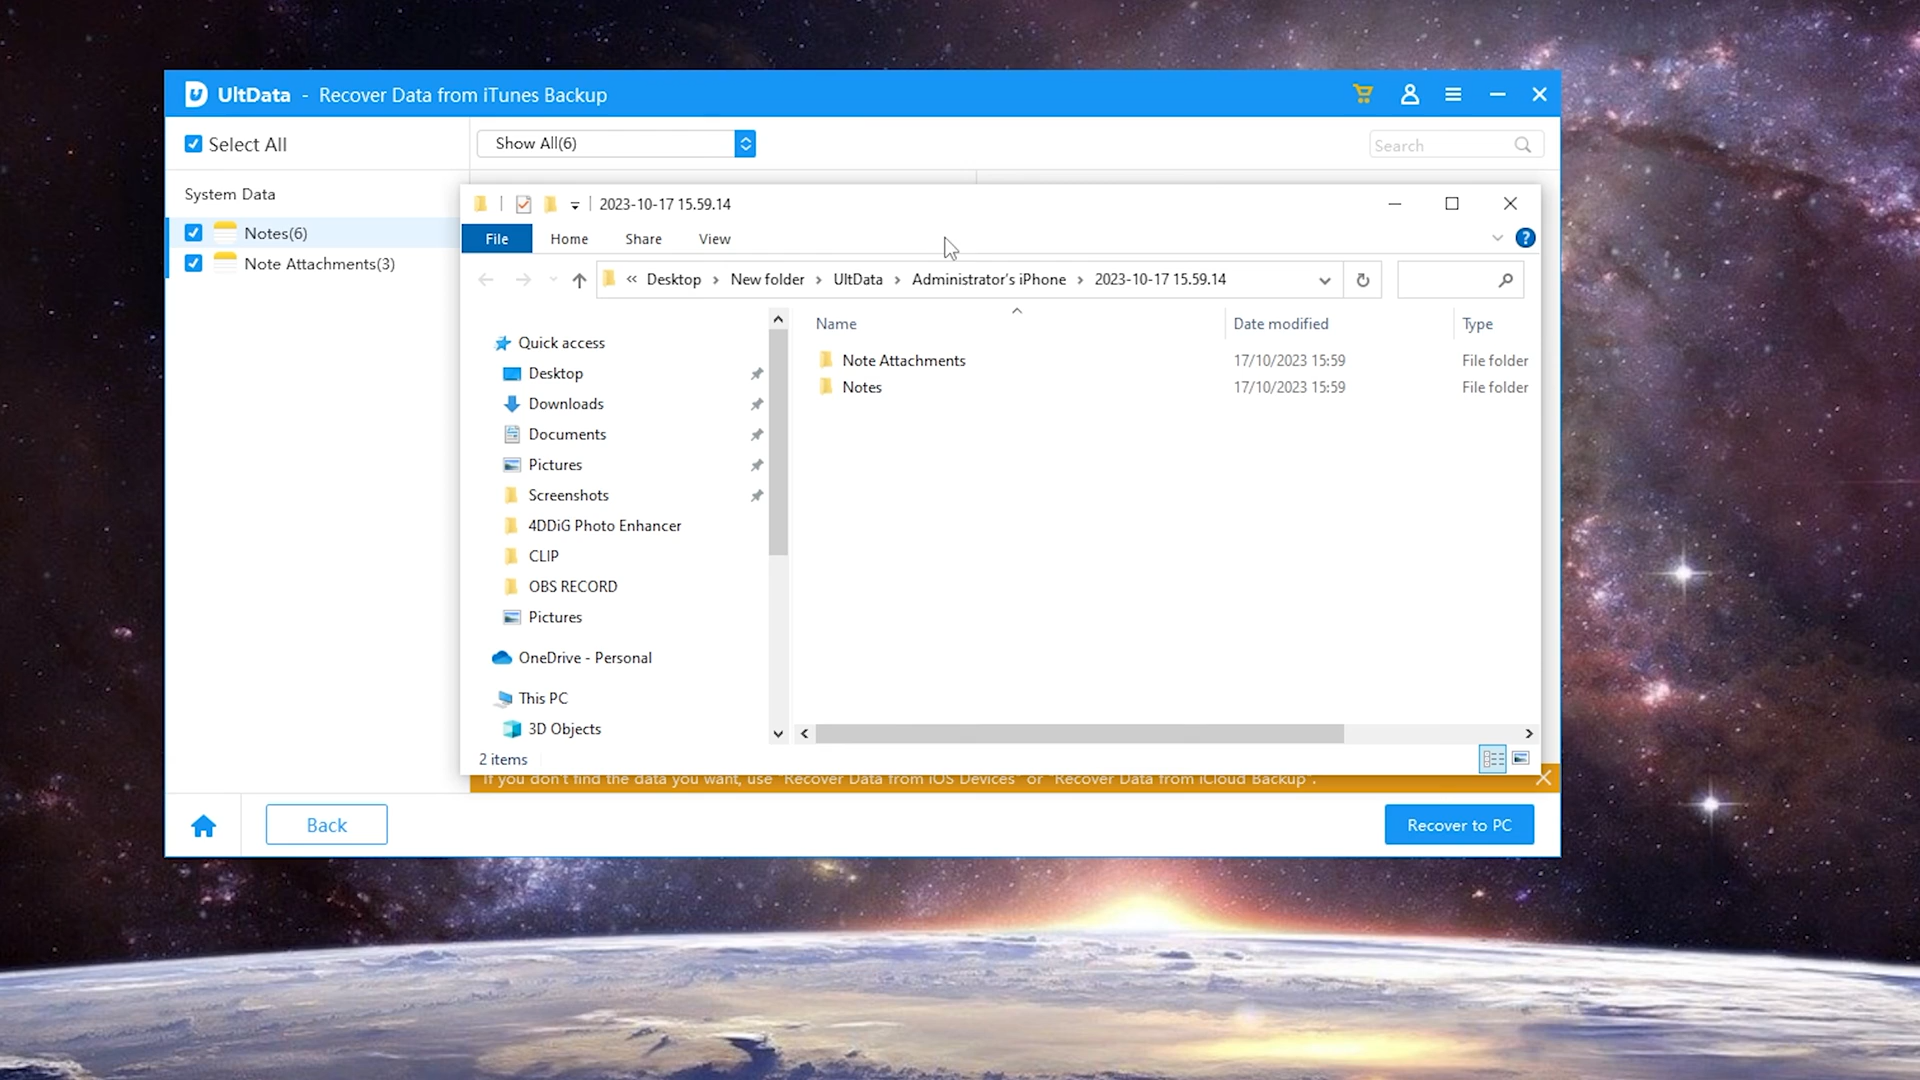 UltData - Recover Data from iTunes Backup
Select All
Show All(6)
Search
System Data
Notes(6)
Note Attachments(3)
2023-10-17 15.59.14
File Home Share View
« Desktop › New folder › UltData › Administrator's iPhone › 2023-10-17 15.59.14
Name Date modified Type
Note Attachments 17/10/2023 15:59 File folder
Notes 17/10/2023 15:59 File folder
Quick access
Desktop
Downloads
Documents
Pictures
Screenshots
4DDiG Photo Enhancer
CLIP
OBS RECORD
Pictures
OneDrive - Personal
This PC
3D Objects
2 items
If you don't find the data you want, use "Recover Data from iOS Devices" or "Recover Data from iCloud Backup".
Back
Recover to PC